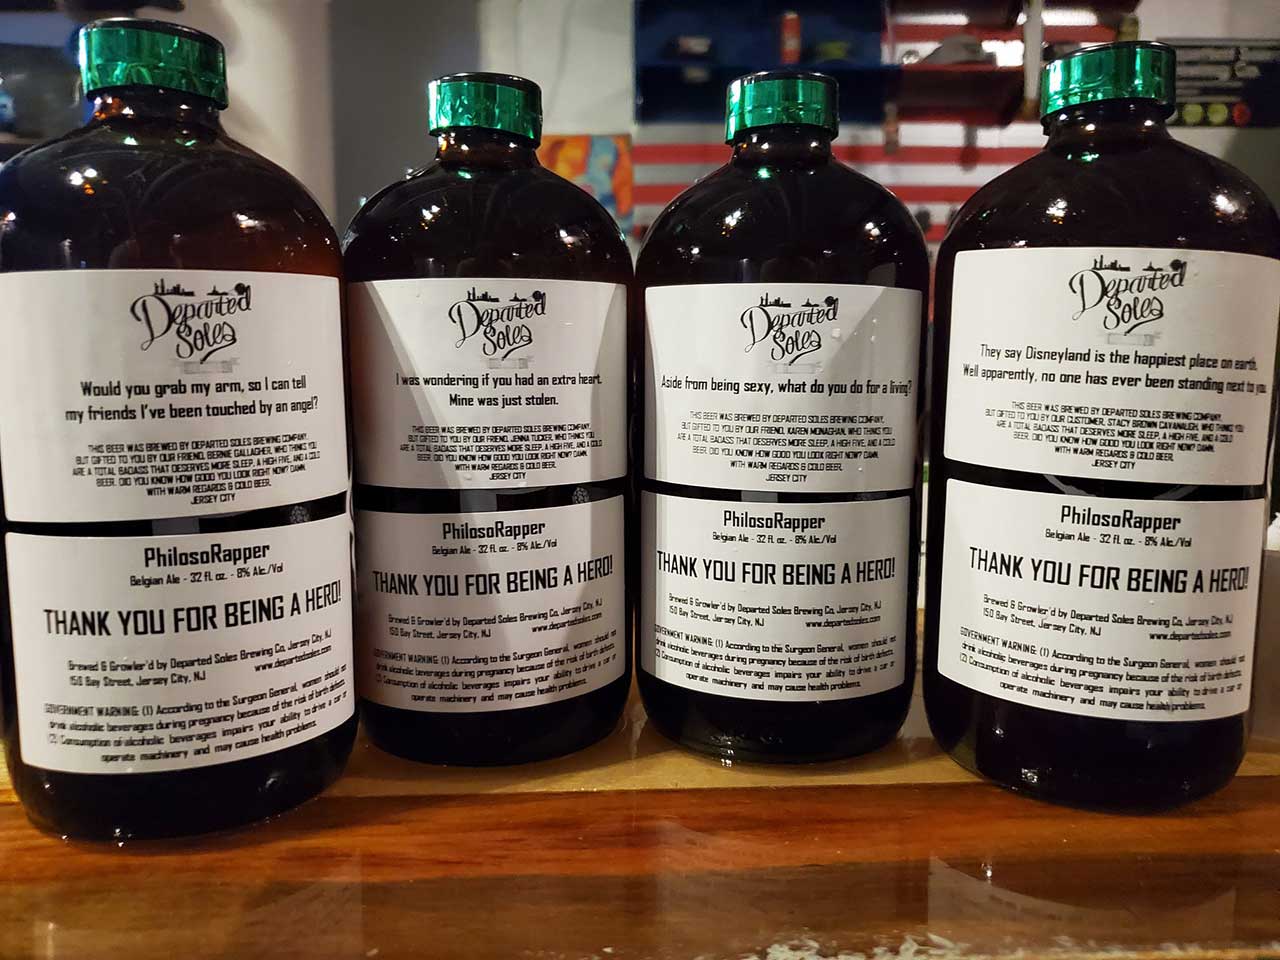 Departed
Soles
Would you grab my arm, so I can tell
my friends I've been touched by an angel?
THIS BEER WAS BREWED BY DEPARTED SOLES BREWING COMPANY,
BUT GIFTED TO YOU BY OUR FRIEND, BERNIE GALLAGHER, WHO THINKS YOU
ARE A TOTAL BADASS THAT DESERVES MORE SLEEP, A HIGH FIVE, AND A COLD
BEER. DID YOU KNOW HOW GOOD YOU LOOK RIGHT NOW? DAMN.
WITH WARM REGARDS & COLD BEER.
JERSEY CITY
PhilosoRapper
Belgian Ale - 32 fl. oz. - 8% Alc./Vol
THANK YOU FOR BEING A HERO!
Brewed & Growler'd by Departed Soles Brewing Co, Jersey City, NJ
150 Bay Street, Jersey City, NJ www.departedsoles.com
GOVERNMENT WARNING: (1) According to the Surgeon General, women should not
drink alcoholic beverages during pregnancy because of the risk of birth defects.
(2) Consumption of alcoholic beverages impairs your ability to drive a car or
operate machinery and may cause health problems.
Departed
Soles
I was wondering if you had an extra heart.
Mine was just stolen.
THIS BEER WAS BREWED BY DEPARTED SOLES BREWING COMPANY,
BUT GIFTED TO YOU BY OUR FRIEND, JENNA TUCKER, WHO THINKS YOU
ARE A TOTAL BADASS THAT DESERVES MORE SLEEP, A HIGH FIVE, AND A COLD
BEER. DID YOU KNOW HOW GOOD YOU LOOK RIGHT NOW? DAMN.
WITH WARM REGARDS & COLD BEER.
JERSEY CITY
PhilosoRapper
Belgian Ale - 32 fl. oz. - 8% Alc./Vol
THANK YOU FOR BEING A HERO!
Brewed & Growler'd by Departed Soles Brewing Co, Jersey City, NJ
150 Bay Street, Jersey City, NJ www.departedsoles.com
GOVERNMENT WARNING: (1) According to the Surgeon General, women should not
drink alcoholic beverages during pregnancy because of the risk of birth defects.
(2) Consumption of alcoholic beverages impairs your ability to drive a car or
operate machinery and may cause health problems.
Departed
Soles
Aside from being sexy, what do you do for a living?
THIS BEER WAS BREWED BY DEPARTED SOLES BREWING COMPANY,
BUT GIFTED TO YOU BY OUR FRIEND, KAREN MONAGHAN, WHO THINKS YOU
ARE A TOTAL BADASS THAT DESERVES MORE SLEEP, A HIGH FIVE, AND A COLD
BEER. DID YOU KNOW HOW GOOD YOU LOOK RIGHT NOW? DAMN.
WITH WARM REGARDS & COLD BEER.
JERSEY CITY
PhilosoRapper
Belgian Ale - 32 fl. oz. - 8% Alc./Vol
THANK YOU FOR BEING A HERO!
Brewed & Growler'd by Departed Soles Brewing Co, Jersey City, NJ
150 Bay Street, Jersey City, NJ www.departedsoles.com
GOVERNMENT WARNING: (1) According to the Surgeon General, women should not
drink alcoholic beverages during pregnancy because of the risk of birth defects.
(2) Consumption of alcoholic beverages impairs your ability to drive a car or
operate machinery and may cause health problems.
Departed
Soles
They say Disneyland is the happiest place on earth.
Well apparently, no one has ever been standing next to you.
THIS BEER WAS BREWED BY DEPARTED SOLES BREWING COMPANY,
BUT GIFTED TO YOU BY OUR CUSTOMER, STACY BROWN CAVANAUGH, WHO THINKS YOU
ARE A TOTAL BADASS THAT DESERVES MORE SLEEP, A HIGH FIVE, AND A COLD
BEER. DID YOU KNOW HOW GOOD YOU LOOK RIGHT NOW? DAMN.
WITH WARM REGARDS & COLD BEER.
JERSEY CITY
PhilosoRapper
Belgian Ale - 32 fl. oz. - 8% Alc./Vol
THANK YOU FOR BEING A HERO!
Brewed & Growler'd by Departed Soles Brewing Co, Jersey City, NJ
150 Bay Street, Jersey City, NJ www.departedsoles.com
GOVERNMENT WARNING: (1) According to the Surgeon General, women should not
drink alcoholic beverages during pregnancy because of the risk of birth defects.
(2) Consumption of alcoholic beverages impairs your ability to drive a car or
operate machinery and may cause health problems.